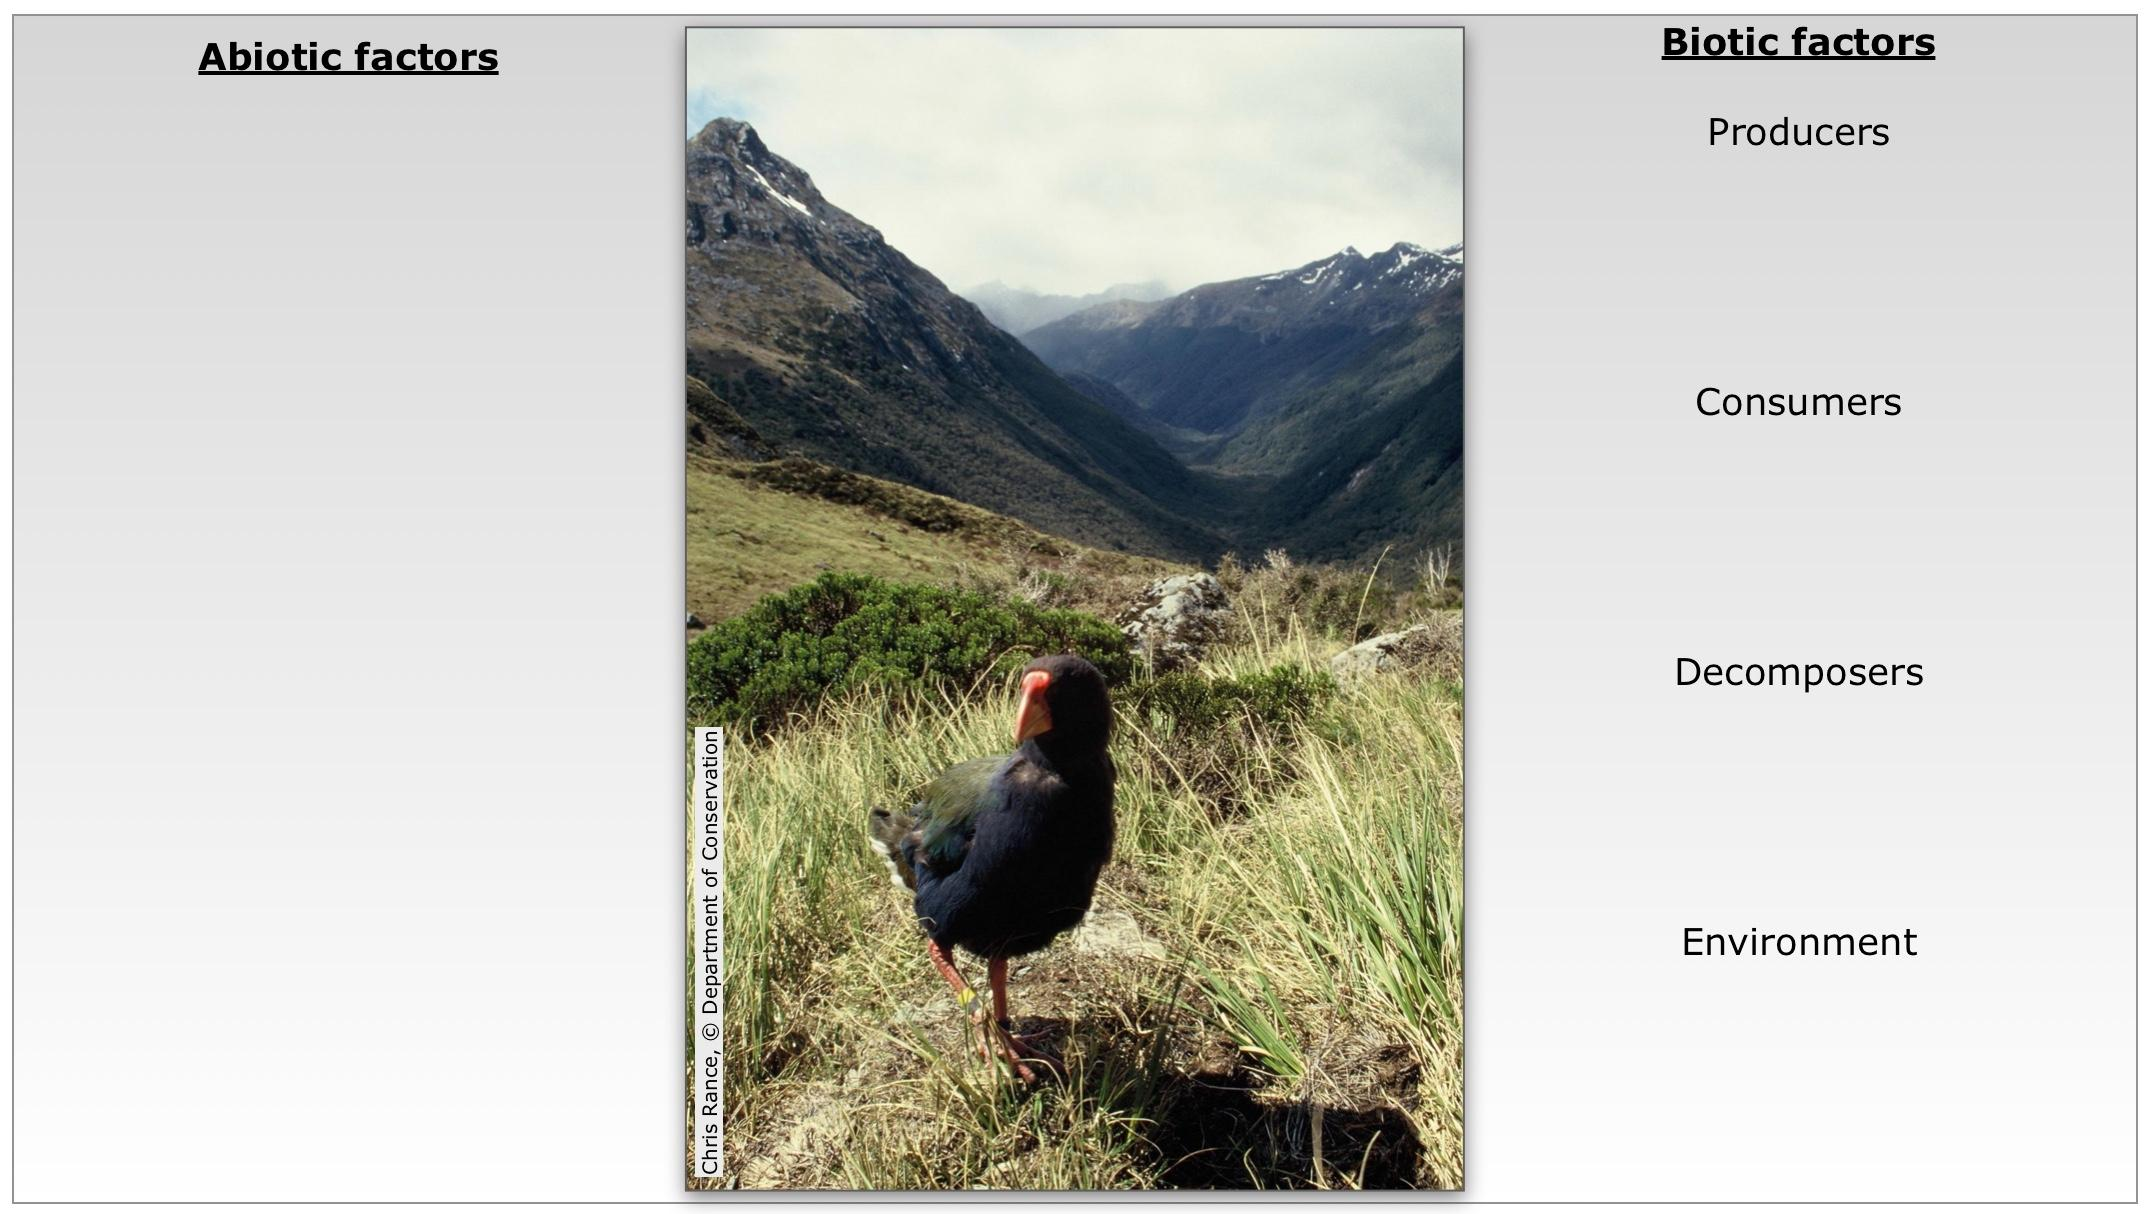 Abiotic factors
Chris Rance, © Department of Conservation
Biotic factors
Producers
Consumers
Decomposers
Environment